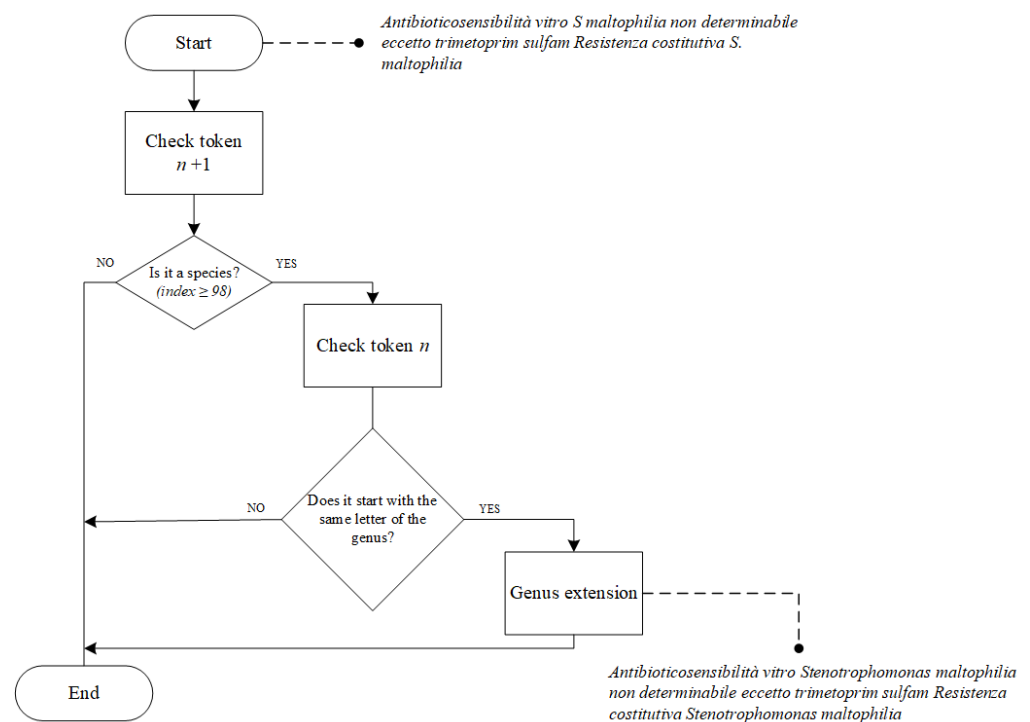 Start
Antibioticosensibilità vitro S maltophilia non determinabile
eccetto trimetoprim sulfam Resistenza costitutiva S.
maltophilia
Check token
n +1
NO
YES
Is it a species?
(index ≥ 98)
Check token n
NO
YES
Does it start with the
same letter of the
genus?
Genus extension
End
Antibioticosensibilità vitro Stenotrophomonas maltophilia
non determinabile eccetto trimetoprim sulfam Resistenza
costitutiva Stenotrophomonas maltophilia